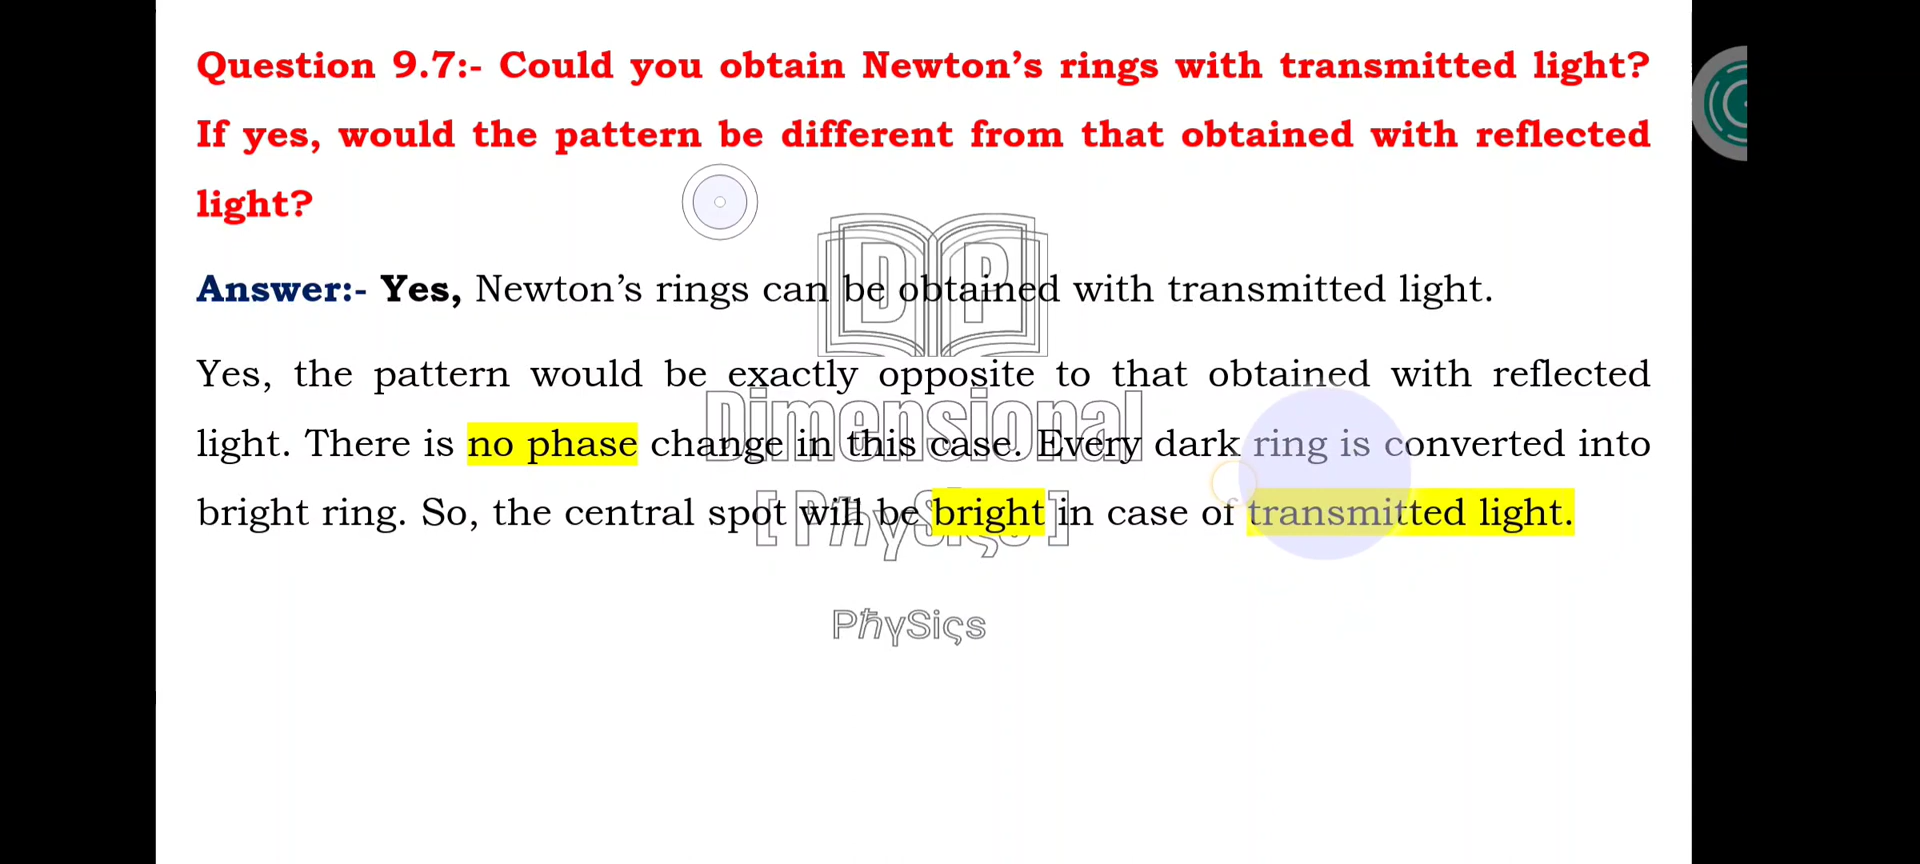 Question 9.7:- Could you obtain Newton’s rings with transmitted light?
If yes, would the pattern be different from that obtained with reflected
light?
Answer:- Yes, Newton’s rings can be obtained with transmitted light.
Yes, the pattern would be exactly opposite to that obtained with reflected
light. There is no phase change in this case. Every dark ring is converted into
bright ring. So, the central spot will be bright in case of transmitted light.
DP
Dimensional
[PℏγSiςs]
PℏγSiςs